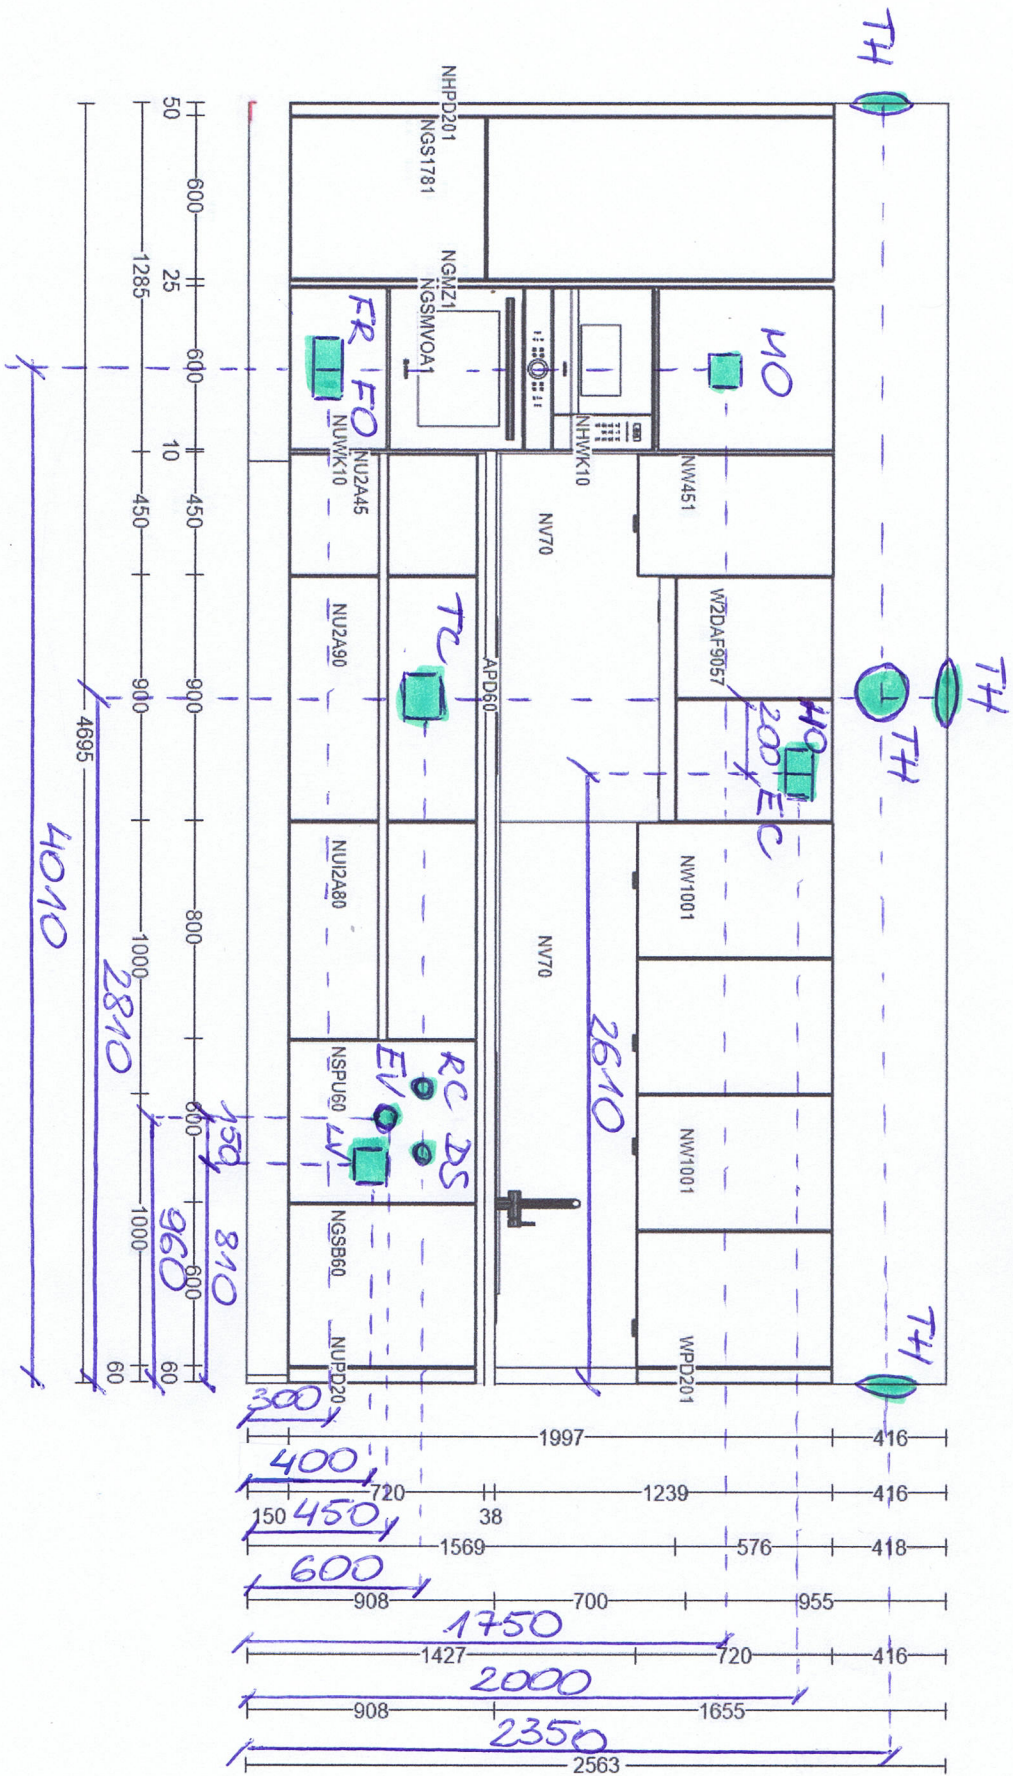 TH
NHPD201
NGS1781
NGMZ1
NGSMVOA1
FR FO
MO
NUWK10
NU2A45
NHWK10
NV70
NW451
NU2A90
TC
APD60
W2DAF9057
HO
200
EC
TH
TH
NUI2A80
NV70
NW1001
2610
NSPU60
EV
RC DS
LV
NGSB60
NW1001
NUPD20
WPD201
TH
50
600
25
600
10
450
900
800
600
600
60
1285
450
900
1000
1000
60
4695
4010
2810
960
150
810
300
1997
416
400
720
1239
416
150
450
38
1569
576
418
600
908
700
955
1750
1427
720
416
2000
908
1655
2350
2563